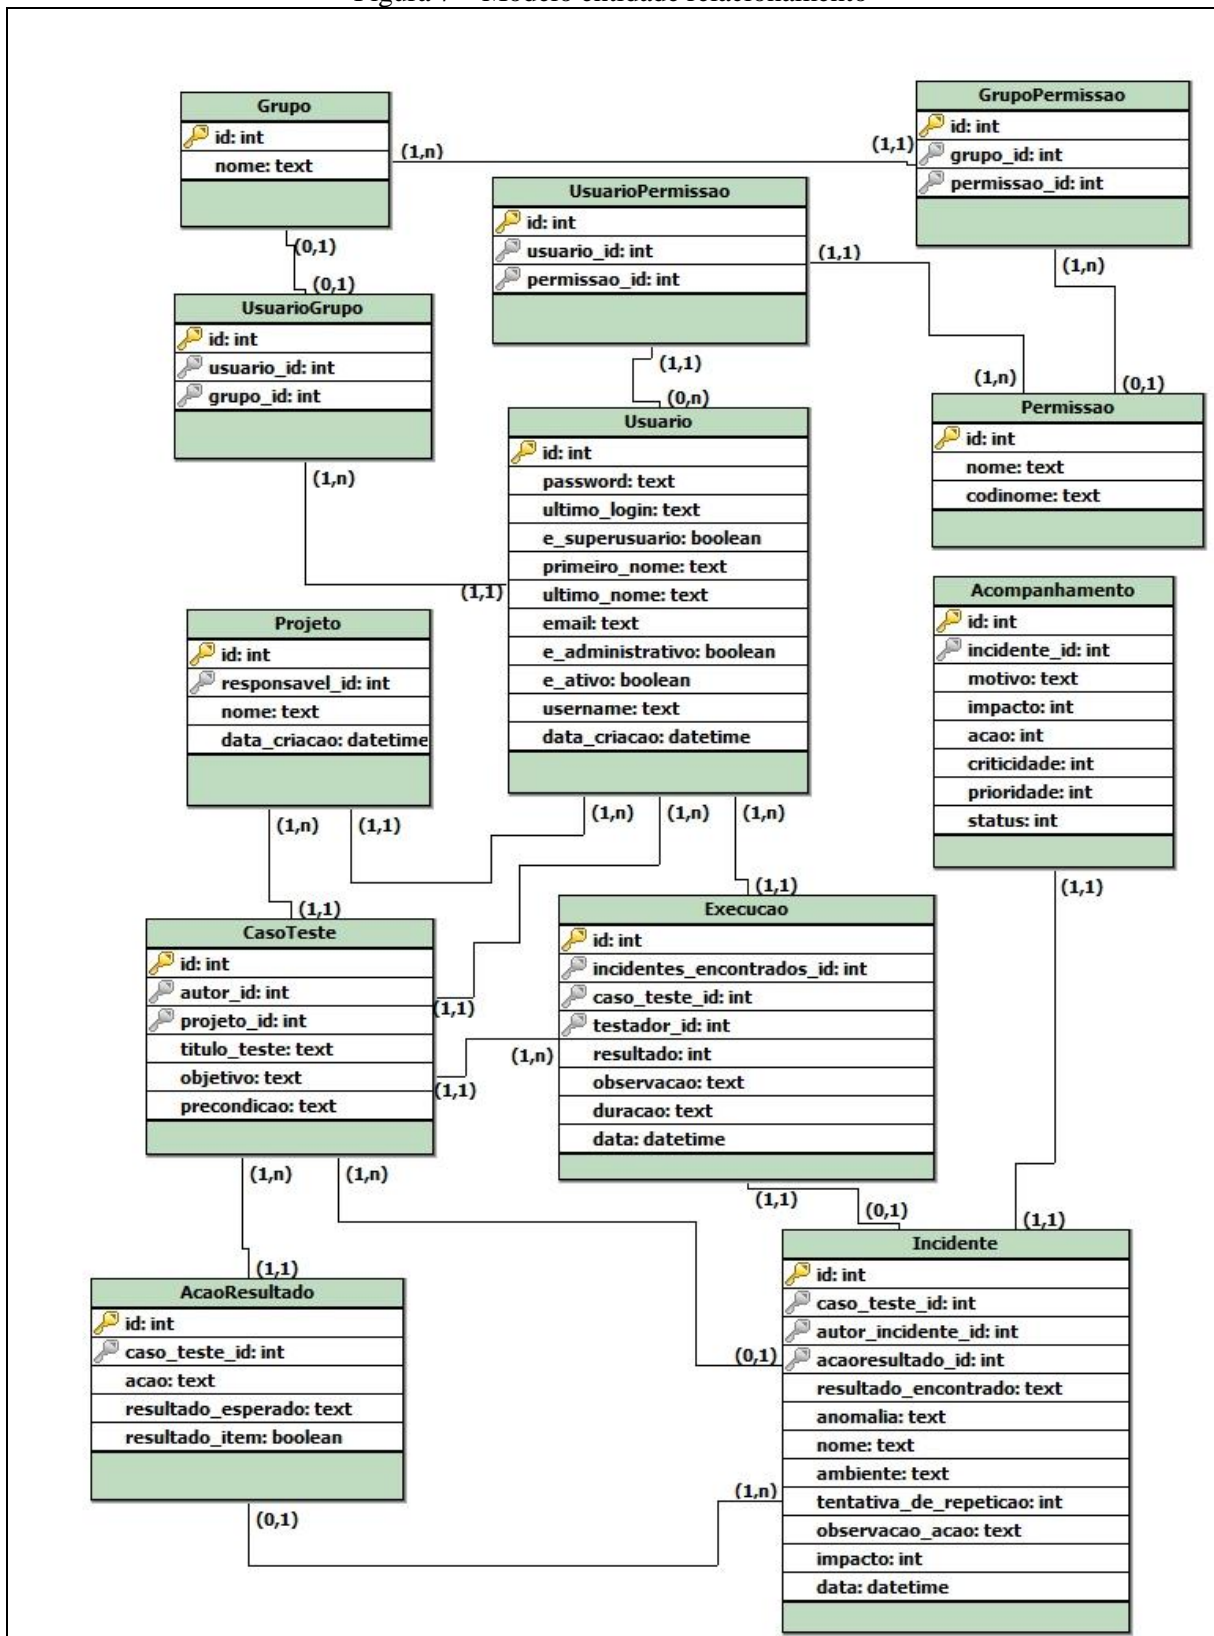 Figura 7 – Modelo entidade relacionamento
Grupo
id: int
nome: text
(1,n)
(1,1)
GrupoPermissao
id: int
grupo_id: int
permissao_id: int
(0,1)
(0,1)
UsuarioPermissao
id: int
usuario_id: int
permissao_id: int
(1,1)
(1,n)
UsuarioGrupo
id: int
usuario_id: int
grupo_id: int
(1,1)
(0,n)
(1,n)
(0,1)
Usuario
id: int
password: text
ultimo_login: text
e_superusuario: boolean
primeiro_nome: text
ultimo_nome: text
email: text
e_administrativo: boolean
e_ativo: boolean
username: text
data_criacao: datetime
Permissao
id: int
nome: text
codinome: text
(1,n)
(1,1)
Projeto
id: int
responsavel_id: int
nome: text
data_criacao: datetime
Acompanhamento
id: int
incidente_id: int
motivo: text
impacto: int
acao: int
criticidade: int
prioridade: int
status: int
(1,n)
(1,1)
(1,n)
(1,n)
(1,n)
(1,1)
(1,1)
(1,1)
CasoTeste
id: int
autor_id: int
projeto_id: int
titulo_teste: text
objetivo: text
precondicao: text
Execucao
id: int
incidentes_encontrados_id: int
caso_teste_id: int
testador_id: int
resultado: int
observacao: text
duracao: text
data: datetime
(1,1)
(1,n)
(1,1)
(1,n)
(1,n)
(1,1)
(0,1)
(1,1)
(1,1)
AcaoResultado
id: int
caso_teste_id: int
acao: text
resultado_esperado: text
resultado_item: boolean
Incidente
id: int
caso_teste_id: int
autor_incidente_id: int
acaoresultado_id: int
resultado_encontrado: text
anomalia: text
nome: text
ambiente: text
tentativa_de_repeticao: int
observacao_acao: text
impacto: int
data: datetime
(0,1)
(1,n)
(0,1)